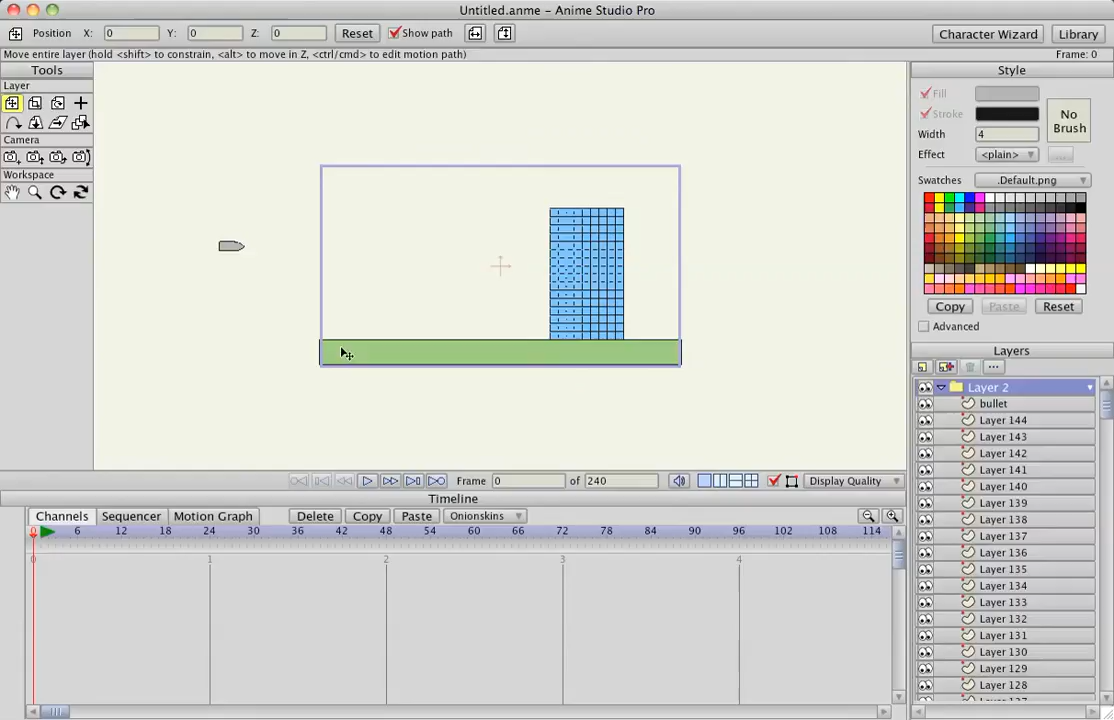 Untitled.anme – Anime Studio Pro
Position X: 0 Y: 0 Z: 0 Reset Show path Character Wizard Library
Move entire layer (hold <shift> to constrain, <alt> to move in Z, <ctrl/cmd> to edit motion path) Frame: 0
Tools
Layer
Camera
Workspace
Style
Fill
Stroke
No Brush
Width 4
Effect <plain>
Swatches .Default.png
Copy Paste Reset
Advanced
Layers
Layer 2
bullet
Layer 144
Layer 143
Layer 142
Layer 141
Layer 140
Layer 139
Layer 138
Layer 137
Layer 136
Layer 135
Layer 134
Layer 133
Layer 132
Layer 131
Layer 130
Layer 129
Layer 128
Frame 0 of 240 Display Quality
Timeline
Channels Sequencer Motion Graph Delete Copy Paste Onionskins
6 12 18 24 30 36 42 48 54 60 66 72 78 84 90 96 102 108 114
0 1 2 3 4